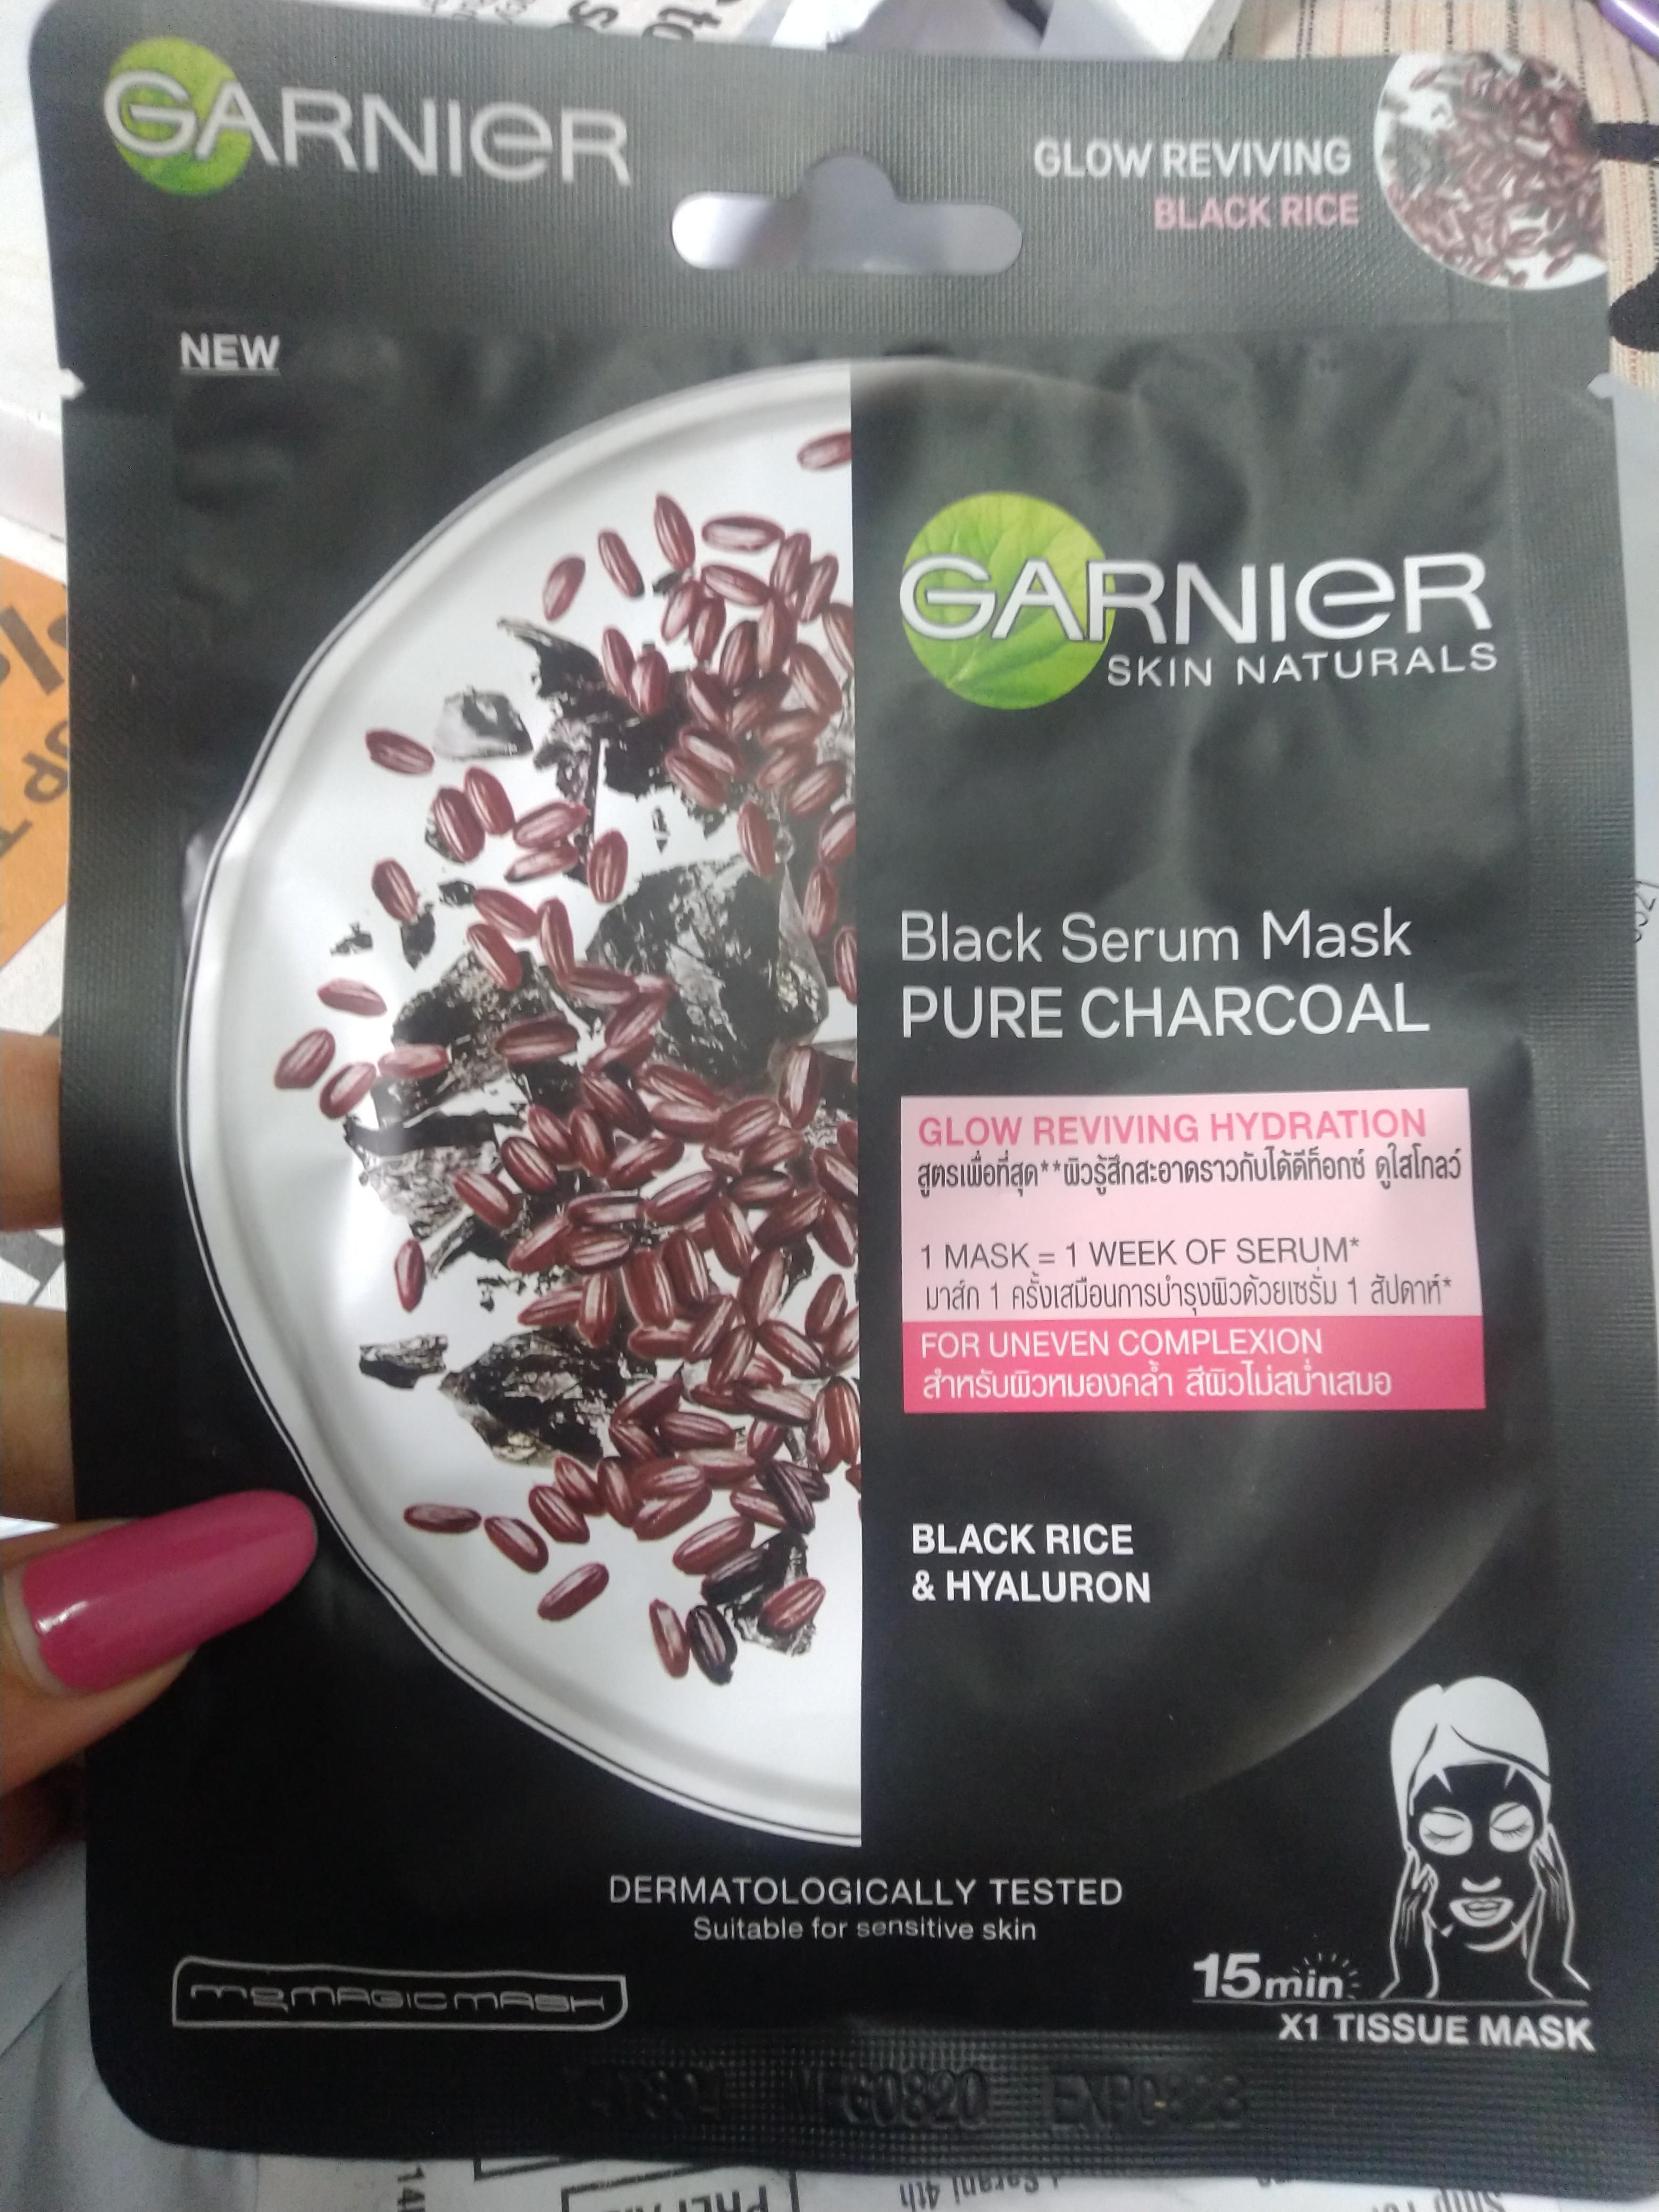 GARNIER
GLOW REVIVING
BLACK RICE
NEW
GARNIER
SKIN NATURALS
Black Serum Mask
PURE CHARCOAL
GLOW REVIVING HYDRATION
สูตรเพื่อที่สุด**ผิวรู้สึกสะอาดราวกับได้ดีท็อกซ์ ดูใสโกลว์
1 MASK = 1 WEEK OF SERUM*
มาส์ก 1 ครั้งเสมือนการบำรุงผิวด้วยเซรั่ม 1 สัปดาห์*
FOR UNEVEN COMPLEXION
สำหรับผิวหมองคล้ำ สีผิวไม่สม่ำเสมอ
BLACK RICE
& HYALURON
DERMATOLOGICALLY TESTED
Suitable for sensitive skin
MASK
15min
X1 TISSUE MASK
MFG0820 EXP0823